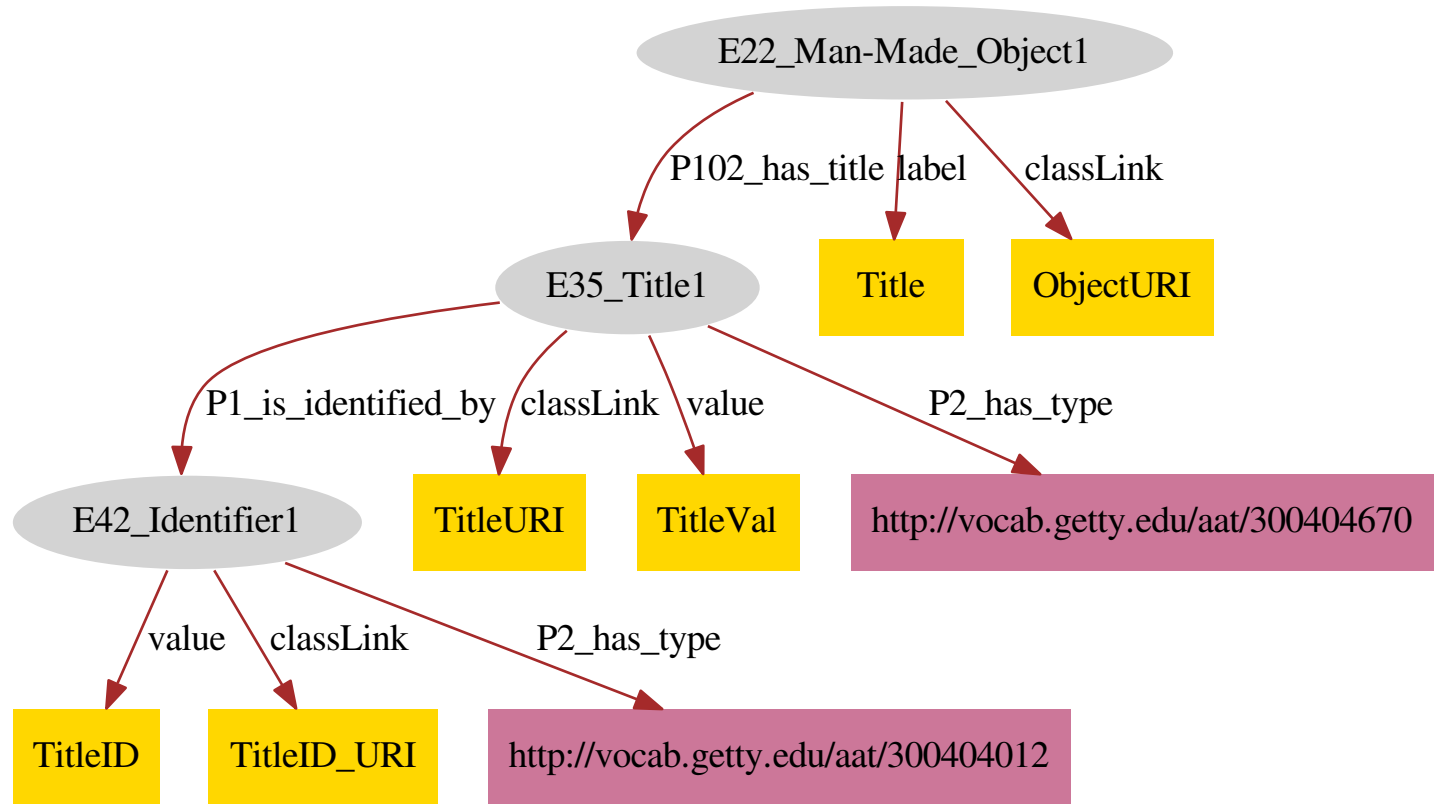 E22_Man-Made_Object1
P102_has_title
label
classLink
E35_Title1
Title
ObjectURI
P1_is_identified_by
classLink
value
P2_has_type
E42_Identifier1
TitleURI
TitleVal
http://vocab.getty.edu/aat/300404670
value
classLink
P2_has_type
TitleID
TitleID_URI
http://vocab.getty.edu/aat/300404012